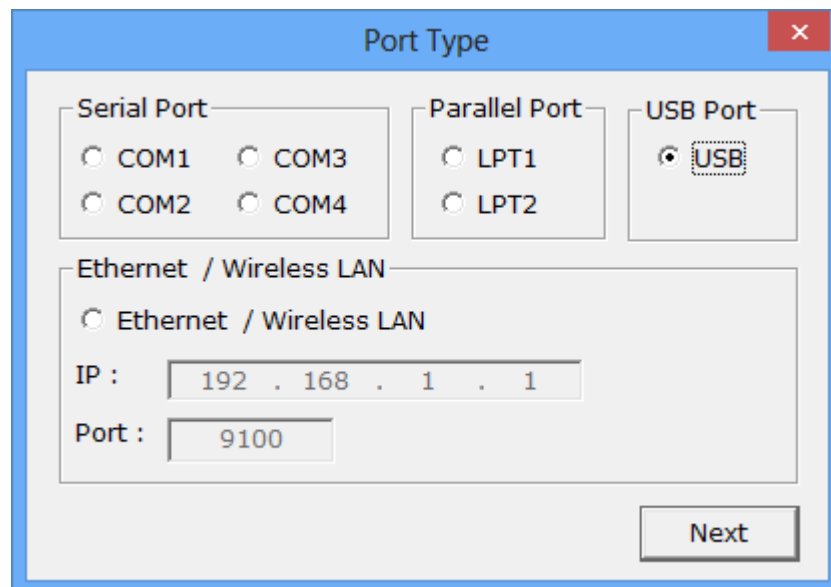 Port Type
Serial Port
COM1 COM3
COM2 COM4
Parallel Port
LPT1
LPT2
USB Port
USB
Ethernet / Wireless LAN
Ethernet / Wireless LAN
IP : 192 . 168 . 1 . 1
Port : 9100
Next